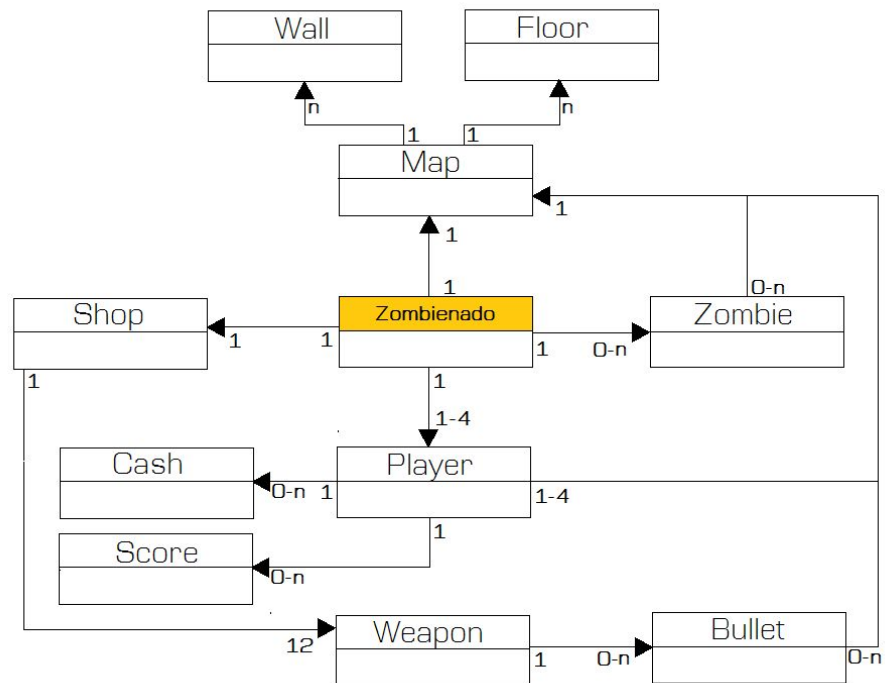 Wall
Floor
n
n
1
1
Map
1
1
0-n
1
Shop
Zombienado
Zombie
1
1
1
0-n
1
1
1-4
Cash
Player
0-n
1
1-4
1
Score
0-n
12
Weapon
Bullet
1
0-n
0-n